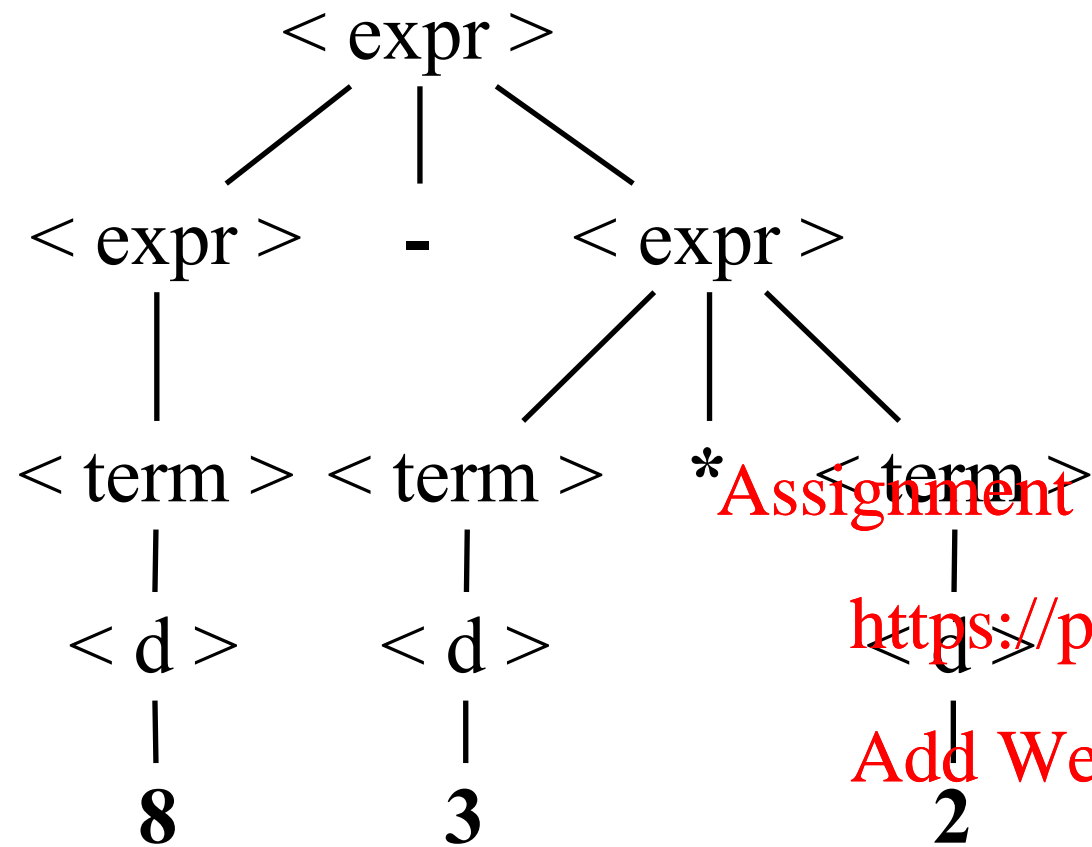 < expr >
< expr > - < expr >
< term > < term > * < term >
Assignment
< d > < d > < d >
https://p
Add We
8 3 2